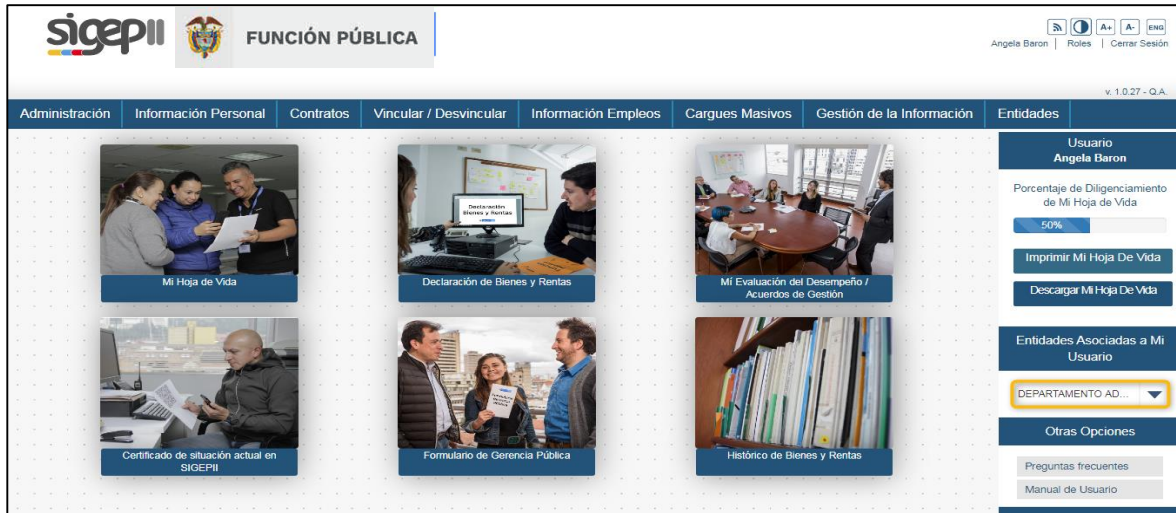 sigepII
FUNCIÓN PÚBLICA
A+ A- ENG
Angela Baron | Roles | Cerrar Sesión
v. 1.0.27 - Q.A.
Administración Información Personal Contratos Vincular / Desvincular Información Empleos Cargues Masivos Gestión de la Información Entidades
Declaración
Bienes y Rentas
Mi Hoja de Vida
Declaración de Bienes y Rentas
Mí Evaluación del Desempeño /
Acuerdos de Gestión
Certificado de situación actual en
SIGEPII
Formulario de Gerencia Pública
Histórico de Bienes y Rentas
Usuario
Angela Baron
Porcentaje de Diligenciamiento
de Mi Hoja de Vida
50%
Imprimir Mi Hoja De Vida
Descargar Mi Hoja De Vida
Entidades Asociadas a Mi
Usuario
DEPARTAMENTO AD...
Otras Opciones
Preguntas frecuentes
Manual de Usuario